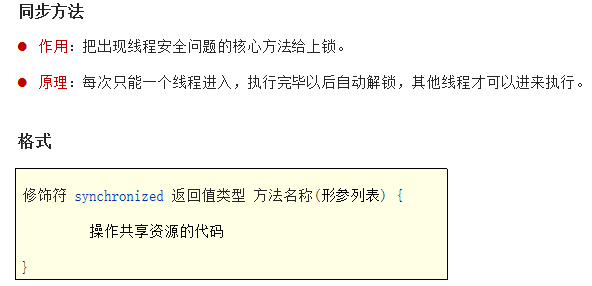 同步方法
● 作用：把出现线程安全问题的核心方法给上锁。
● 原理：每次只能一个线程进入，执行完毕以后自动解锁，其他线程才可以进来执行。
格式
修饰符 synchronized 返回值类型 方法名称(形参列表) {
操作共享资源的代码
}